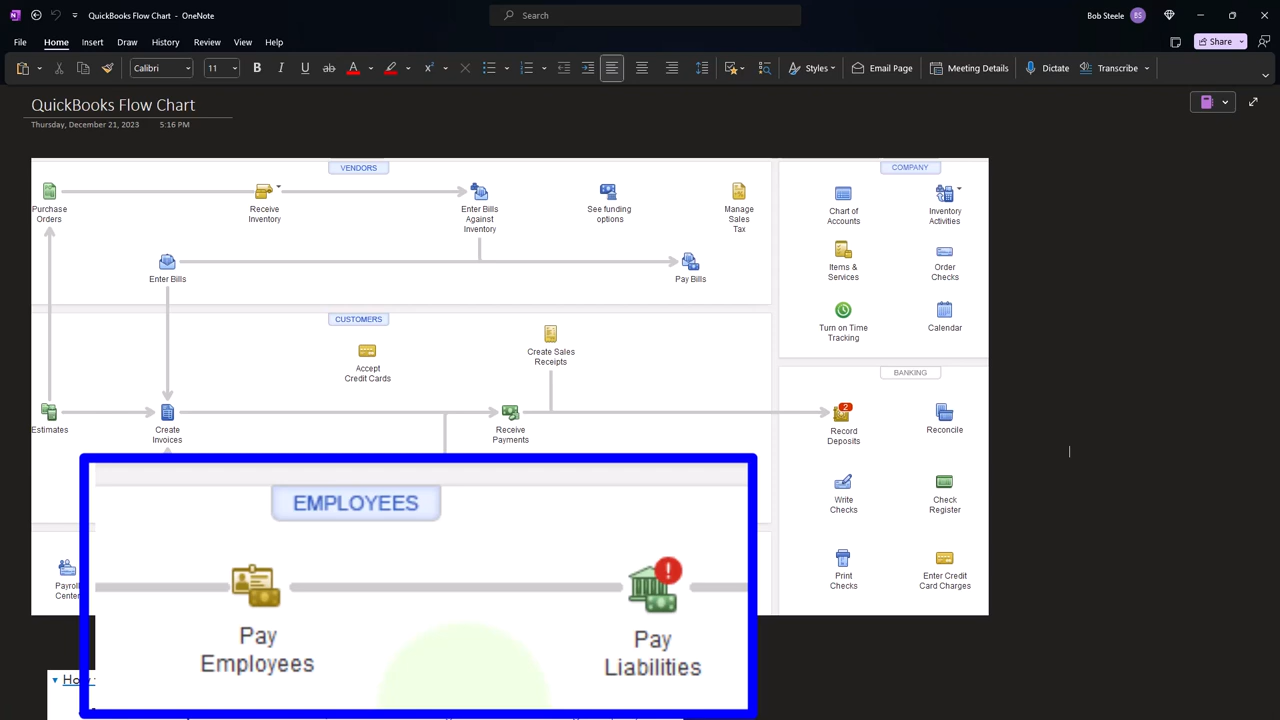 QuickBooks Flow Chart - OneNote
Search
Bob Steele
BS
File Home Insert Draw History Review View Help
Share
Calibri
11
B I U ab A
Styles
Email Page
Meeting Details
Dictate
Transcribe
QuickBooks Flow Chart
Thursday, December 21, 2023 5:16 PM
VENDORS
Purchase
Orders
Receive
Inventory
Enter Bills
Against
Inventory
See funding
options
Manage
Sales
Tax
Enter Bills
Pay Bills
CUSTOMERS
Accept
Credit Cards
Create Sales
Receipts
Estimates
Create
Invoices
Receive
Payments
COMPANY
Chart of
Accounts
Inventory
Activities
Items &
Services
Order
Checks
Turn on Time
Tracking
Calendar
BANKING
2
Record
Deposits
Reconcile
Write
Checks
Check
Register
Print
Checks
Enter Credit
Card Charges
Payroll
EMPLOYEES
Pay
Employees
!
Pay
Liabilities